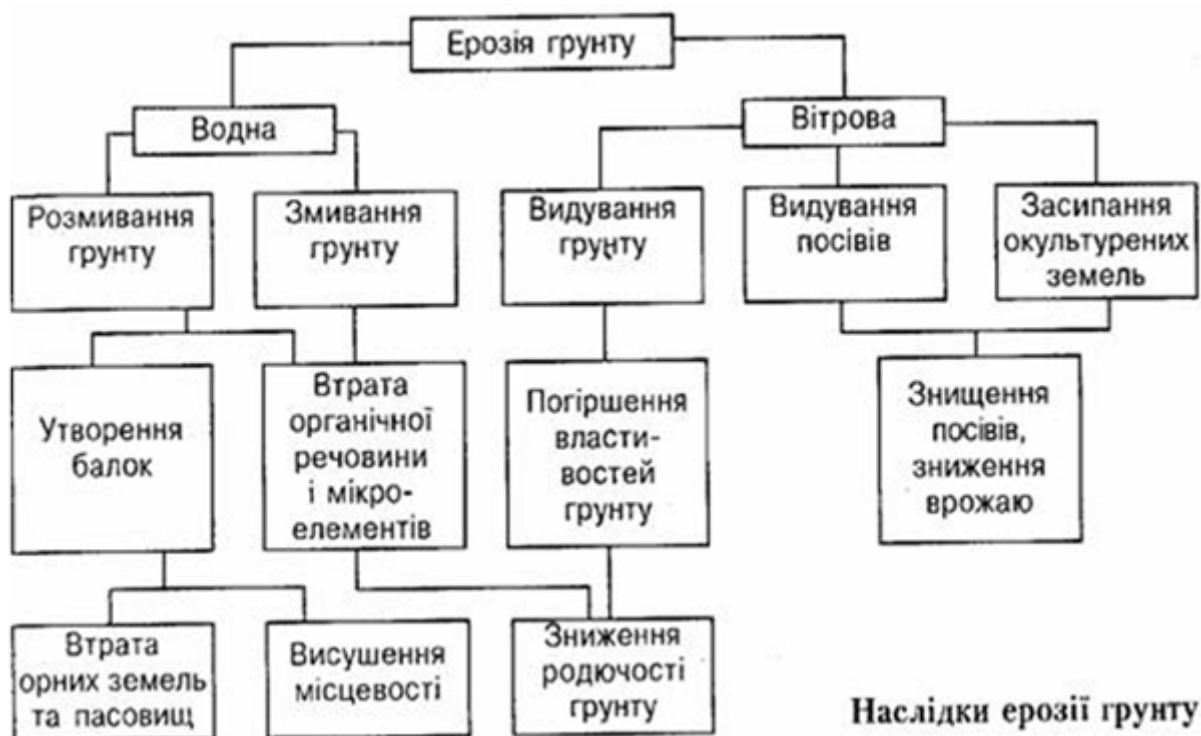 Ерозія грунту
Водна
Вітрова
Розмивання
грунту
Змивання
грунту
Видування
грунту
Видування
посівів
Засипання
окультурених
земель
Утворення
балок
Втрата
органічної
речовини
і мікро-
елементів
Погіршення
власти-
востей
грунту
Знищення
посівів,
зниження
врожаю
Втрата
орних земель
та пасовищ
Висушення
місцевості
Зниження
родючості
грунту
Наслідки ерозії грунту